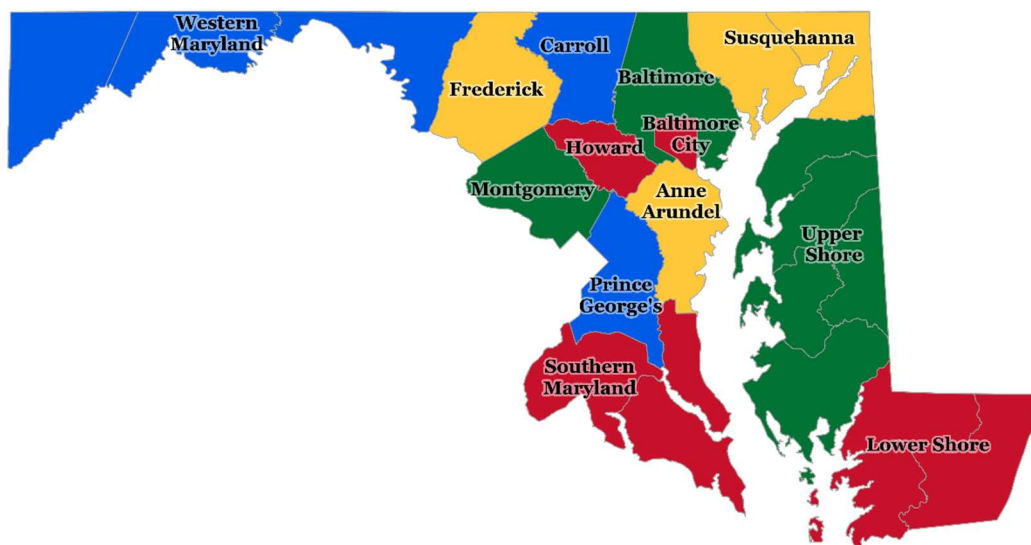 Western
Maryland
Carroll
Susquehanna
Frederick
Baltimore
Baltimore
City
Howard
Montgomery
Anne
Arundel
Upper
Shore
Prince
George's
Southern
Maryland
Lower Shore